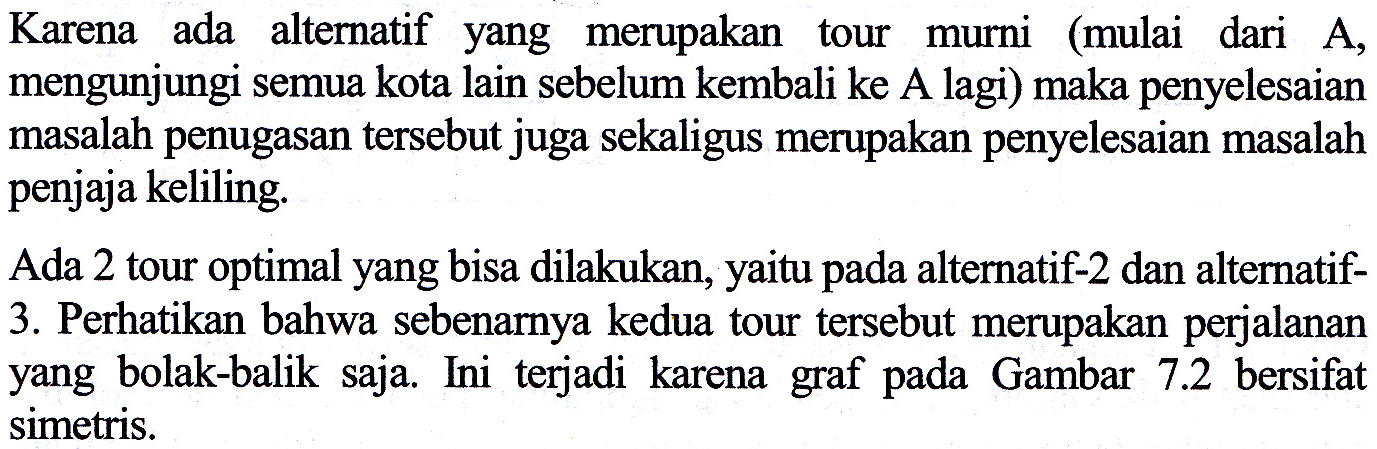 Karena ada alternatif yang merupakan tour murni (mulai dari A,
mengunjungi semua kota lain sebelum kembali ke A lagi) maka penyelesaian
masalah penugasan tersebut juga sekaligus merupakan penyelesaian masalah
penjaja keliling.
Ada 2 tour optimal yang bisa dilakukan, yaitu pada alternatif-2 dan alternatif-
3. Perhatikan bahwa sebenarnya kedua tour tersebut merupakan perjalanan
yang bolak-balik saja. Ini terjadi karena graf pada Gambar 7.2 bersifat
simetris.